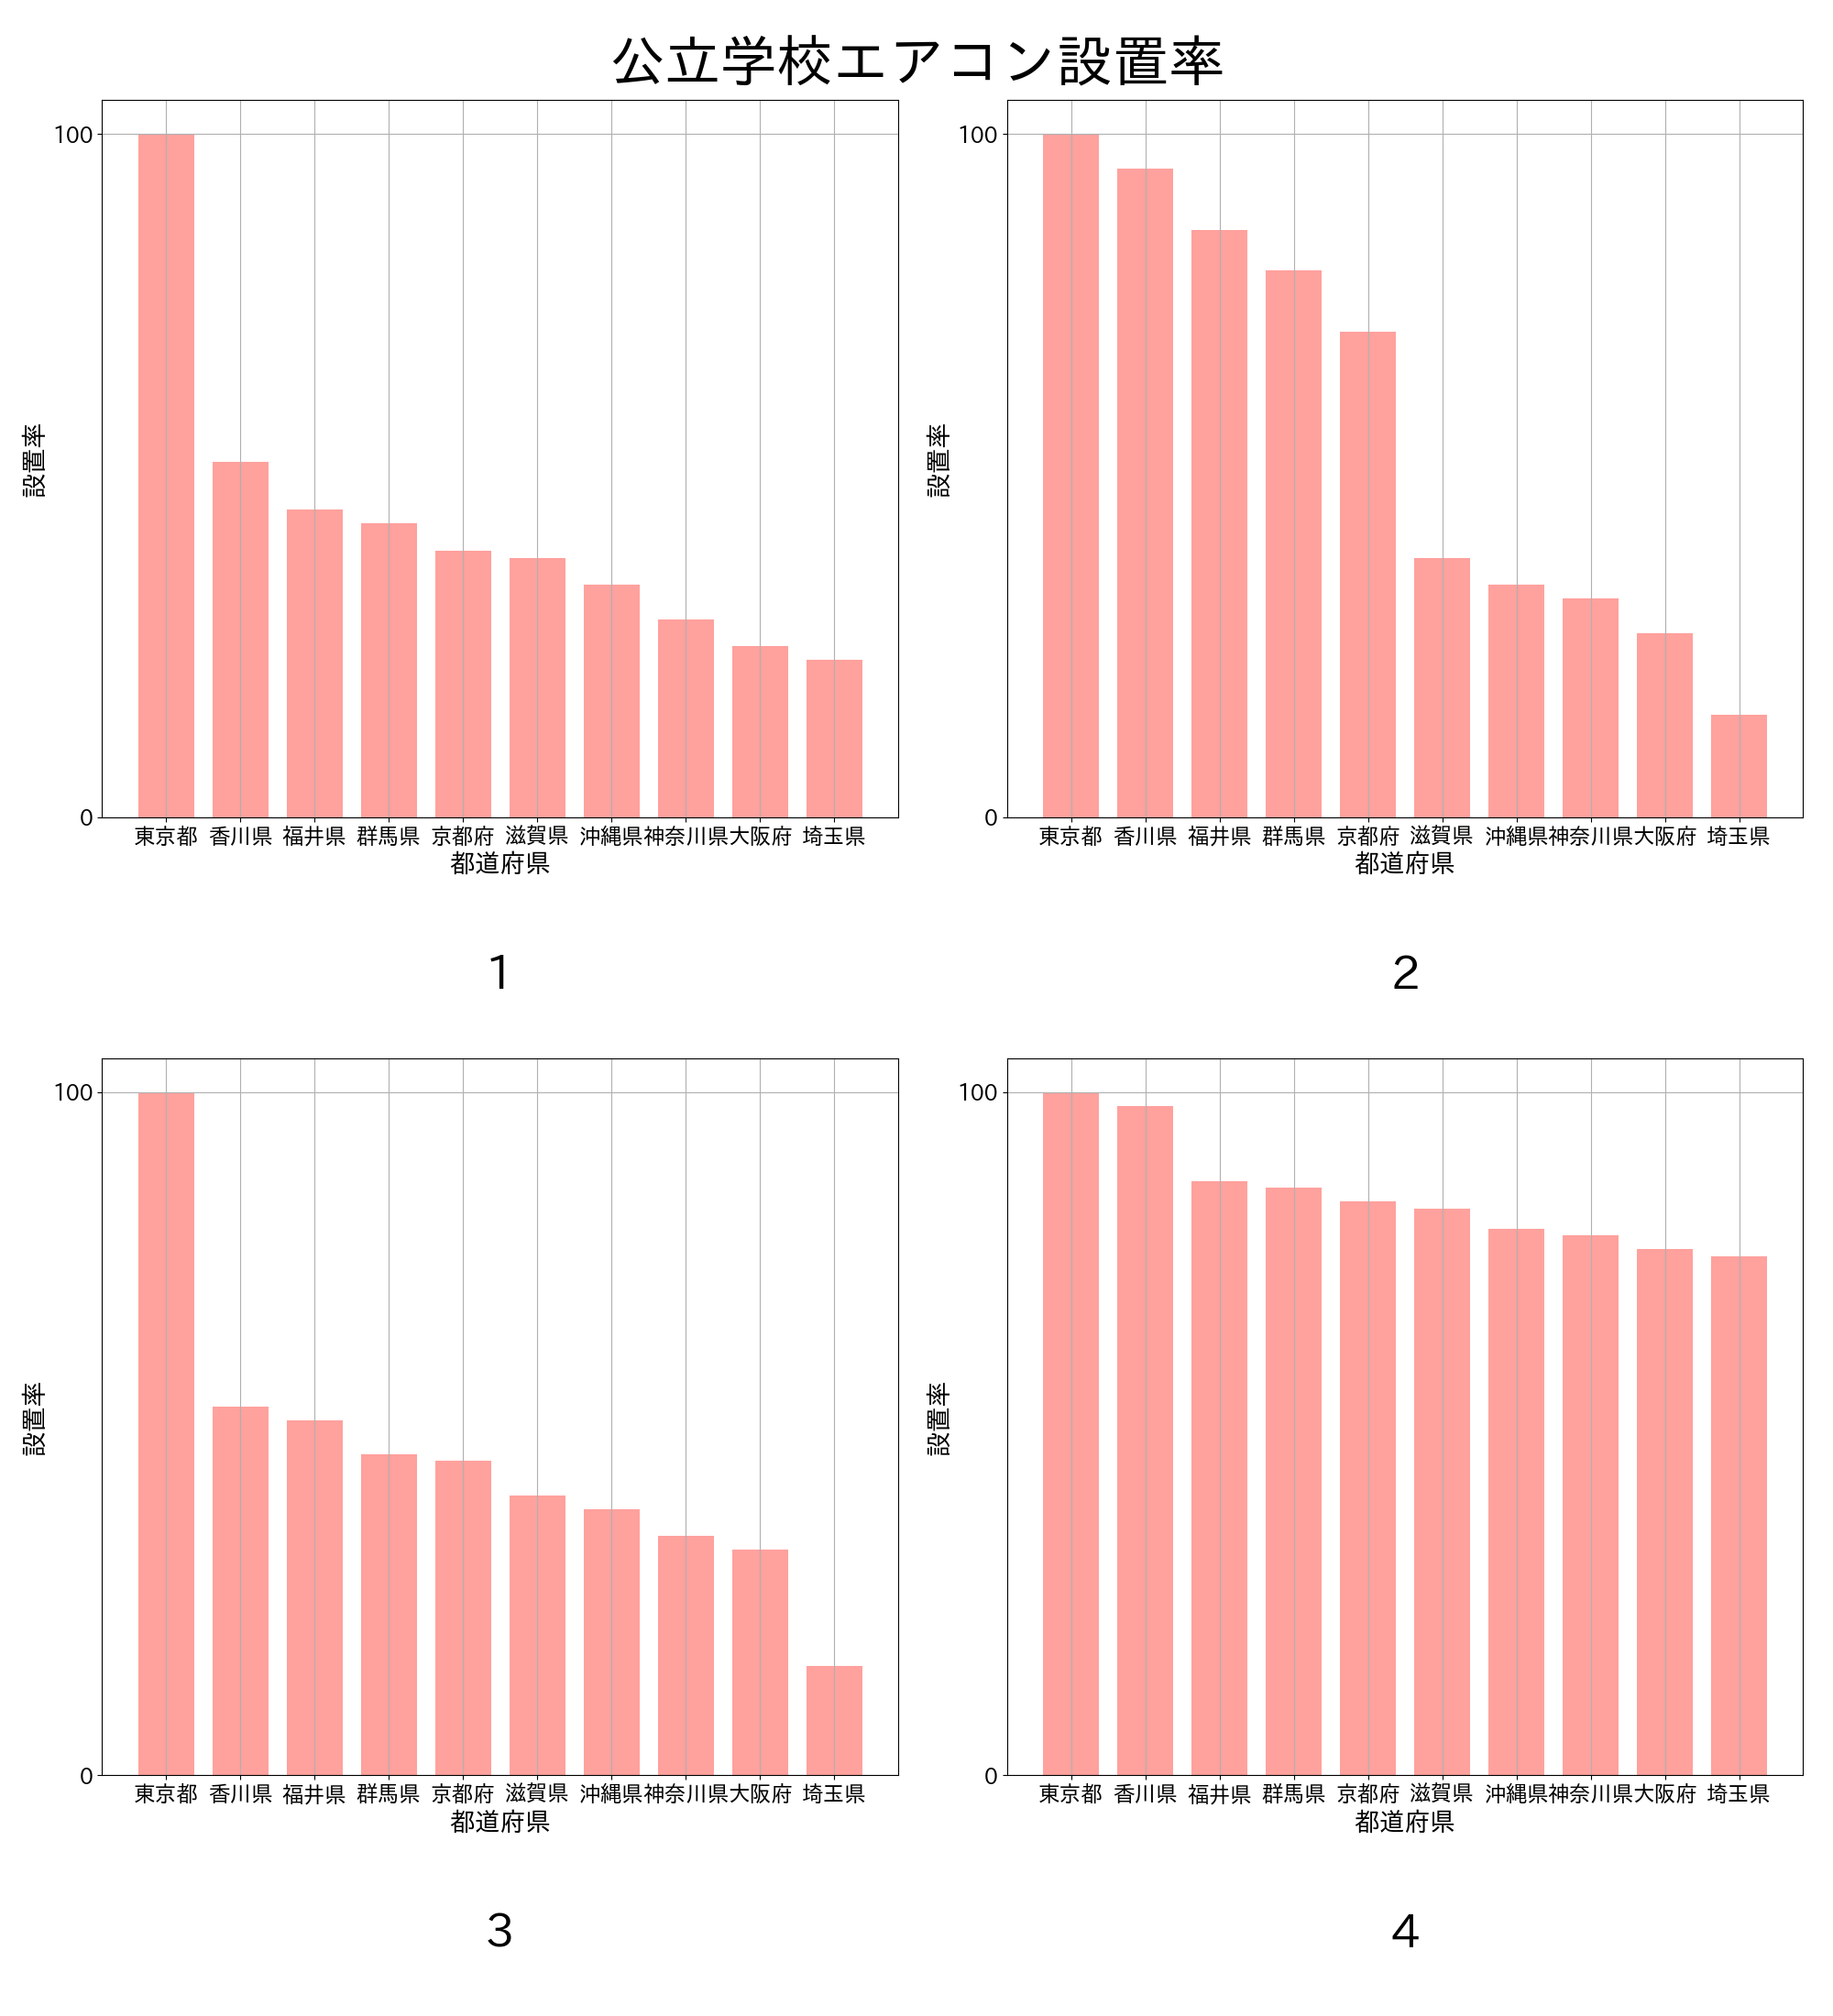 公立学校エアコン設置率
100
0
設置率
東京都 香川県 福井県 群馬県 京都府 滋賀県 沖縄県 神奈川県 大阪府 埼玉県
都道府県
1
100
0
設置率
東京都 香川県 福井県 群馬県 京都府 滋賀県 沖縄県 神奈川県 大阪府 埼玉県
都道府県
2
100
0
設置率
東京都 香川県 福井県 群馬県 京都府 滋賀県 沖縄県 神奈川県 大阪府 埼玉県
都道府県
3
100
0
設置率
東京都 香川県 福井県 群馬県 京都府 滋賀県 沖縄県 神奈川県 大阪府 埼玉県
都道府県
4